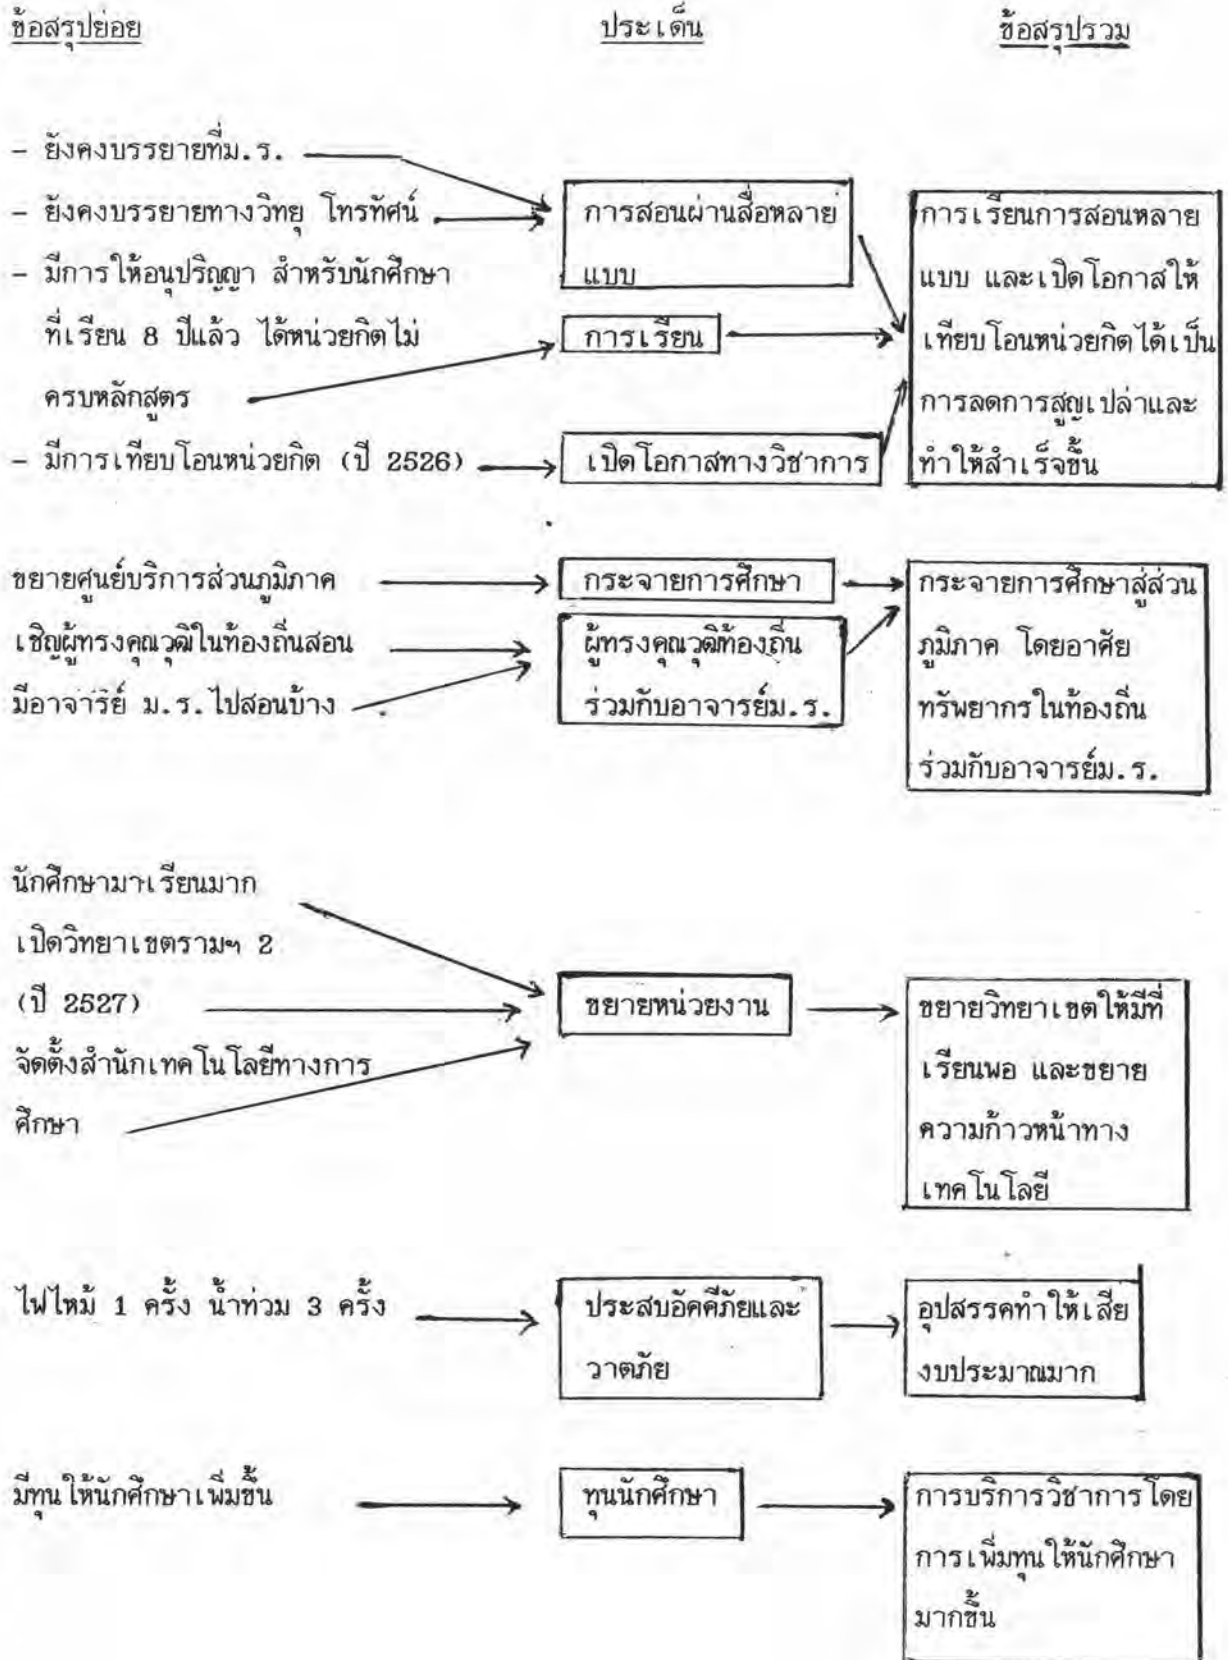 ข้อสรุปย่อย ประเด็น ข้อสรุปรวม
- ยังคงบรรยายที่ม.ร.
- ยังคงบรรยายทางวิทยุ โทรทัศน์
- มีการให้อนุปริญญา สำหรับนักศึกษา
ที่เรียน 8 ปีแล้ว ได้หน่วยกิตไม่
ครบหลักสูตร
- มีการเทียบโอนหน่วยกิต (ปี 2526)
การสอนผ่านสื่อหลาย
แบบ
การเรียน
เปิดโอกาสทางวิชาการ
การเรียนการสอนหลาย
แบบ และเปิดโอกาสให้
เทียบโอนหน่วยกิตได้เป็น
การลดการสูญเปล่าและ
ทำให้สำเร็จขึ้น
ขยายศูนย์บริการส่วนภูมิภาค
เชิญผู้ทรงคุณวุฒิในท้องถิ่นสอน
มีอาจารย์ ม.ร.ไปสอนบ้าง
กระจายการศึกษา
ผู้ทรงคุณวุฒิท้องถิ่น
ร่วมกับอาจารย์ม.ร.
กระจายการศึกษาสู่ส่วน
ภูมิภาค โดยอาศัย
ทรัพยากรในท้องถิ่น
ร่วมกับอาจารย์ม.ร.
นักศึกษามาเรียนมาก
เปิดวิทยาเขตรามฯ 2
(ปี 2527)
จัดตั้งสำนักเทคโนโลยีทางการ
ศึกษา
ขยายหน่วยงาน
ขยายวิทยาเขตให้มีที่
เรียนพอ และขยาย
ความก้าวหน้าทาง
เทคโนโลยี
ไฟไหม้ 1 ครั้ง น้ำท่วม 3 ครั้ง
ประสบอัคคีภัยและ
วาตภัย
อุปสรรคทำให้เสีย
งบประมาณมาก
มีทุนให้นักศึกษาเพิ่มขึ้น
ทุนนักศึกษา
การบริการวิชาการโดย
การเพิ่มทุนให้นักศึกษา
มากขึ้น